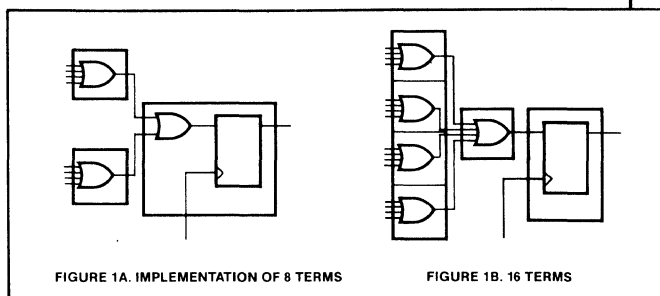 FIGURE 1A. IMPLEMENTATION OF 8 TERMS
FIGURE 1B. 16 TERMS